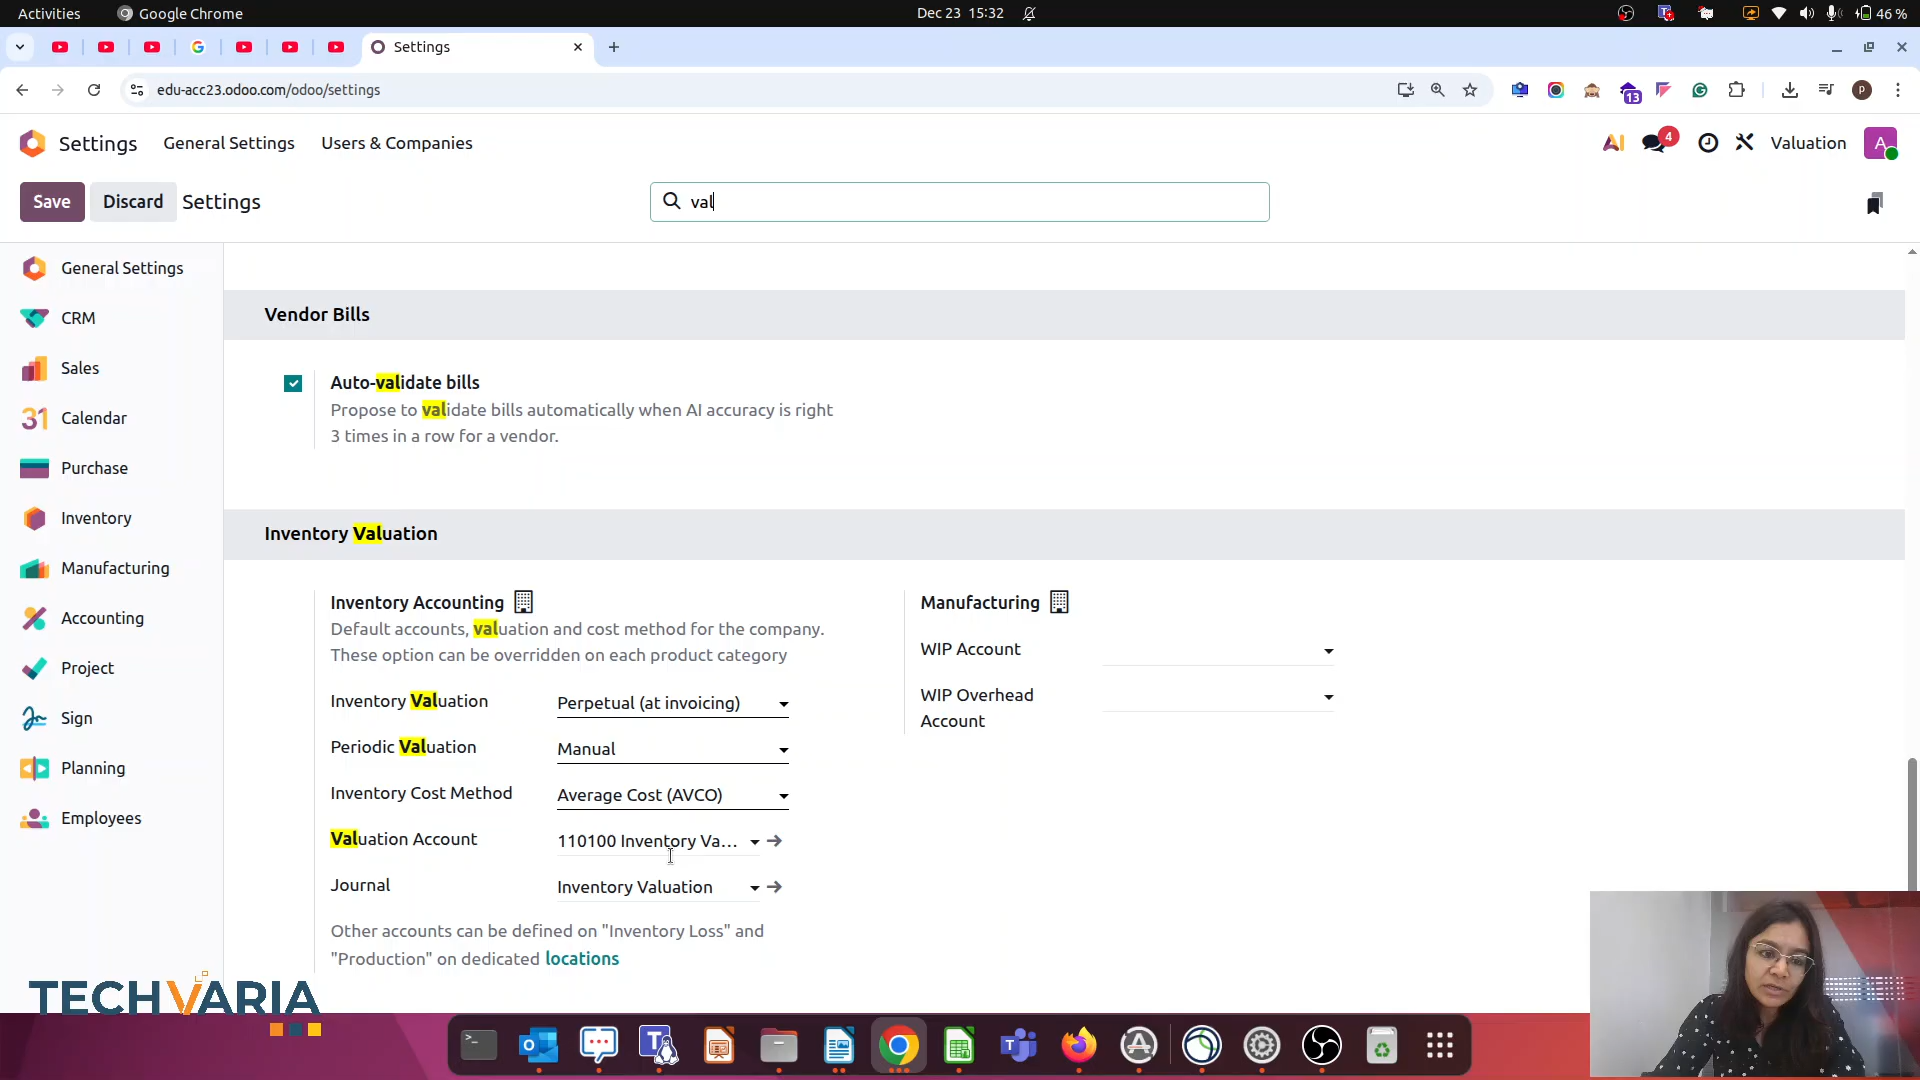 Activities
Google Chrome
Dec 23 15:32
46 %
Settings
edu-acc23.odoo.com/odoo/settings
13
P
Settings
General Settings
Users & Companies
AI
4
Valuation
A
Save
Discard
Settings
val
General Settings
CRM
Sales
31 Calendar
Purchase
Inventory
Manufacturing
Accounting
Project
Sign
Planning
Employees
Vendor Bills
Auto-validate bills
Propose to validate bills automatically when AI accuracy is right
3 times in a row for a vendor.
Inventory Valuation
Inventory Accounting
Default accounts, valuation and cost method for the company.
These option can be overridden on each product category
Inventory Valuation
Perpetual (at invoicing)
Periodic Valuation
Manual
Inventory Cost Method
Average Cost (AVCO)
Valuation Account
110100 Inventory Va...
Journal
Inventory Valuation
Other accounts can be defined on "Inventory Loss" and
"Production" on dedicated locations
Manufacturing
WIP Account
WIP Overhead
Account
TECHVARIA